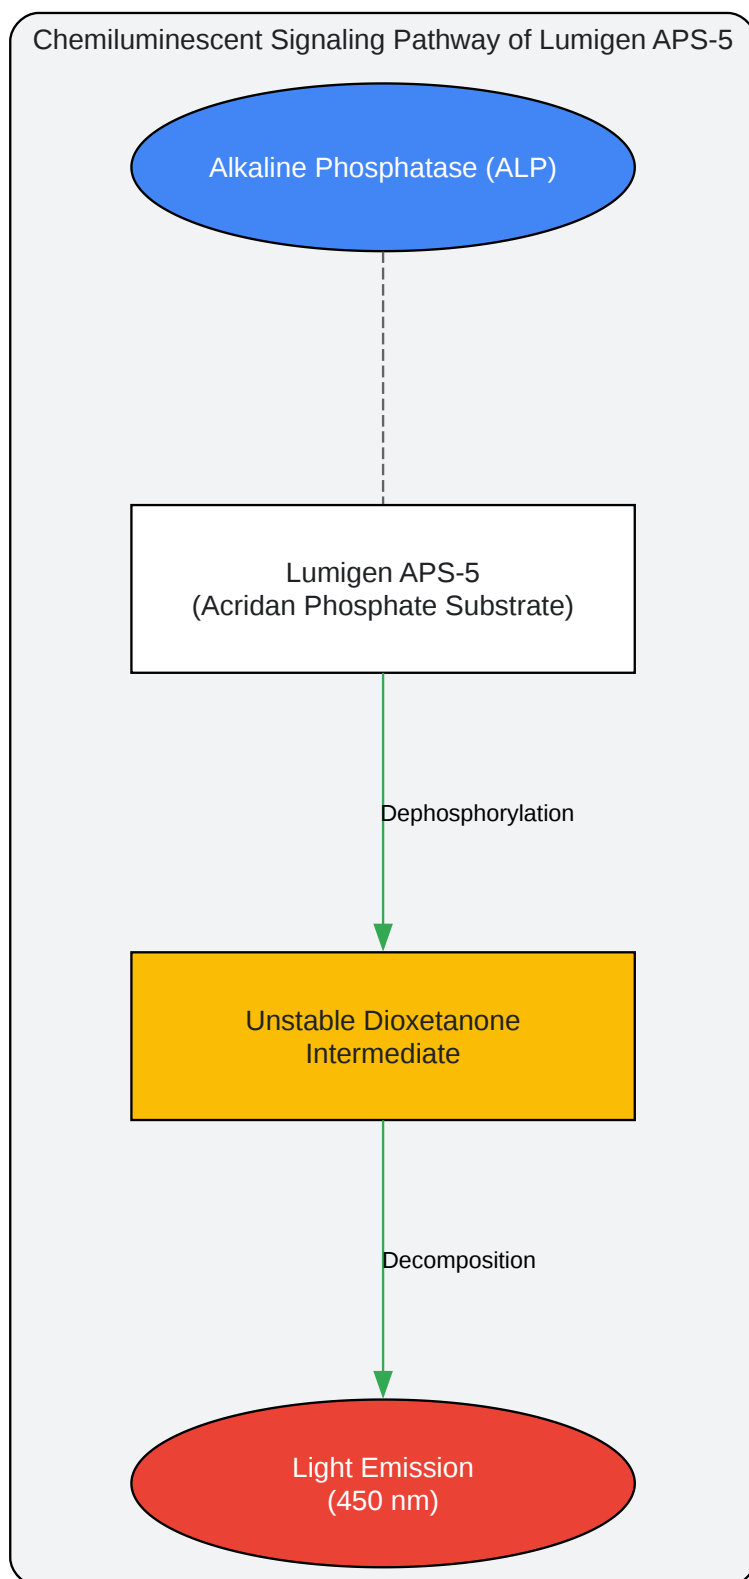 Chemiluminescent Signaling Pathway of Lumigen APS-5
Alkaline Phosphatase (ALP)
Lumigen APS-5
(Acridan Phosphate Substrate)
Dephosphorylation
Unstable Dioxetanone
Intermediate
Decomposition
Light Emission
(450 nm)